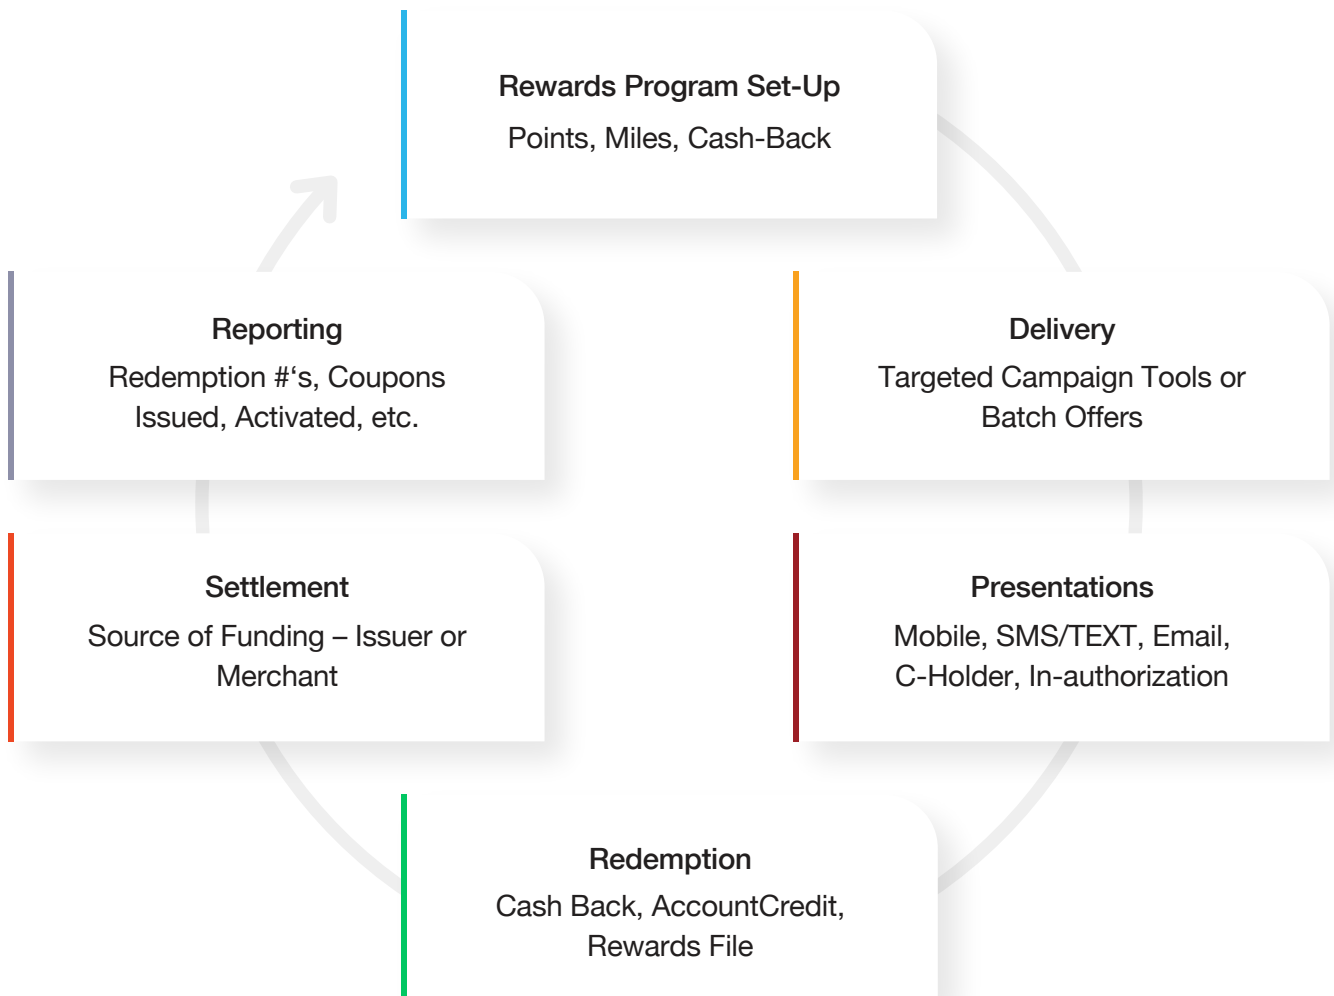 Rewards Program Set-Up
Points, Miles, Cash-Back
Delivery
Targeted Campaign Tools or
Batch Offers
Presentations
Mobile, SMS/TEXT, Email,
C-Holder, In-authorization
Redemption
Cash Back, AccountCredit,
Rewards File
Settlement
Source of Funding – Issuer or
Merchant
Reporting
Redemption #‘s, Coupons
Issued, Activated, etc.